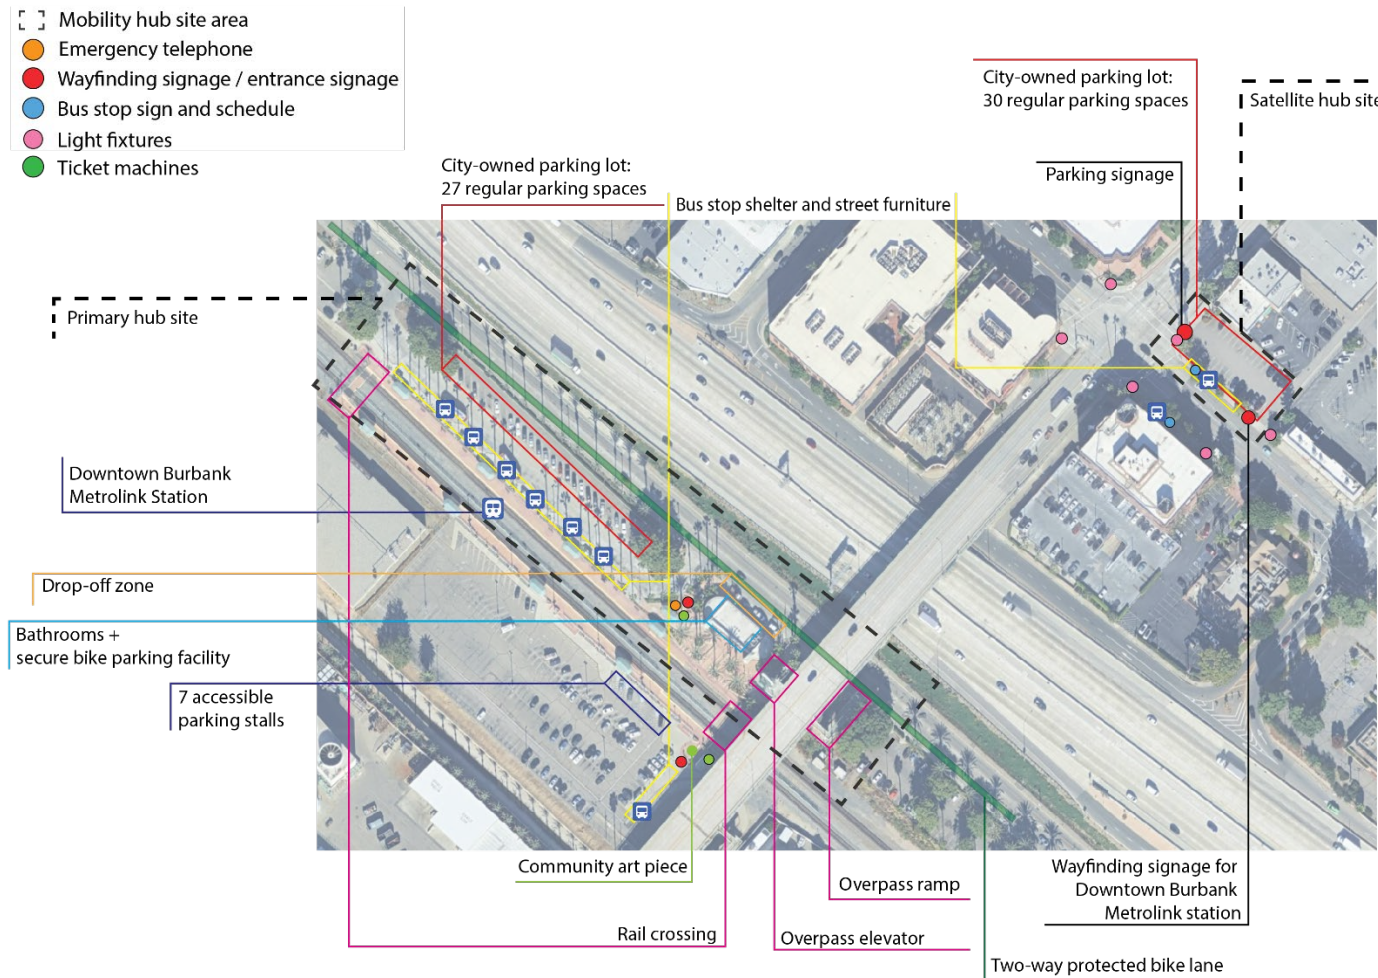 Mobility hub site area
Emergency telephone
Wayfinding signage / entrance signage
Bus stop sign and schedule
Light fixtures
Ticket machines
City-owned parking lot:
30 regular parking spaces
Satellite hub site
Parking signage
City-owned parking lot:
27 regular parking spaces
Bus stop shelter and street furniture
Primary hub site
Downtown Burbank
Metrolink Station
Drop-off zone
Bathrooms +
secure bike parking facility
7 accessible
parking stalls
Community art piece
Overpass ramp
Wayfinding signage for
Downtown Burbank
Metrolink station
Rail crossing
Overpass elevator
Two-way protected bike lane